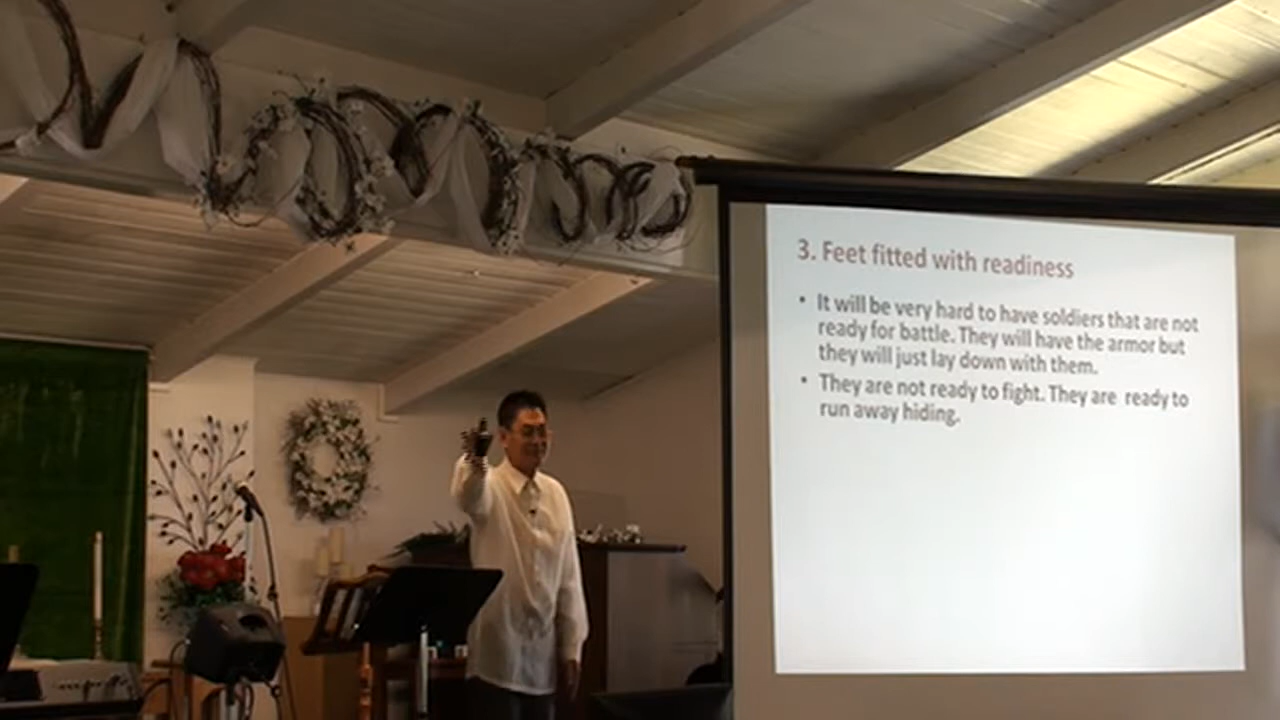 3. Feet fitted with readiness
• It will be very hard to have soldiers that are not
ready for battle. They will have the armor but
they will just lay down with them.
• They are not ready to fight. They are ready to
run away hiding.